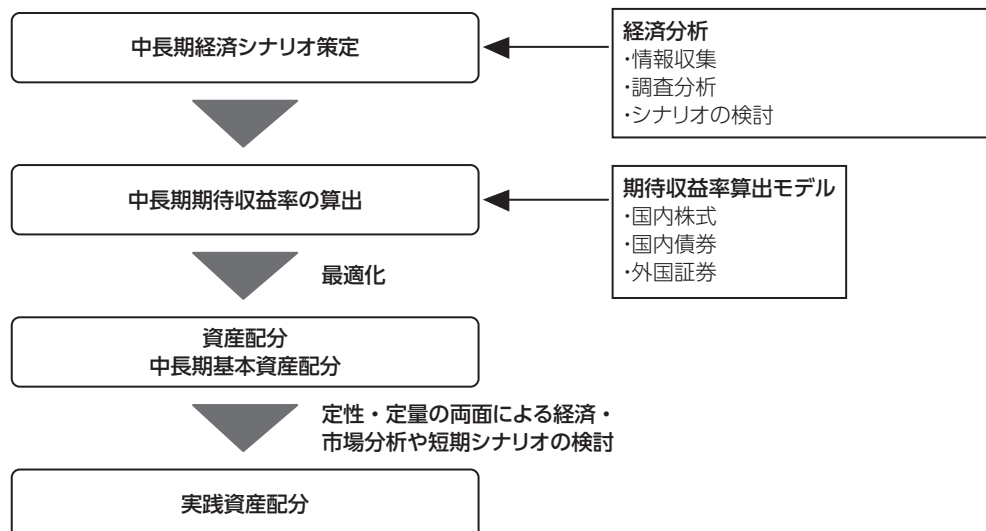 中長期経済シナリオ策定
経済分析
・情報収集
・調査分析
・シナリオの検討
中長期期待収益率の算出
期待収益率算出モデル
・国内株式
・国内債券
・外国証券
最適化
資産配分
中長期基本資産配分
定性・定量の両面による経済・
市場分析や短期シナリオの検討
実践資産配分